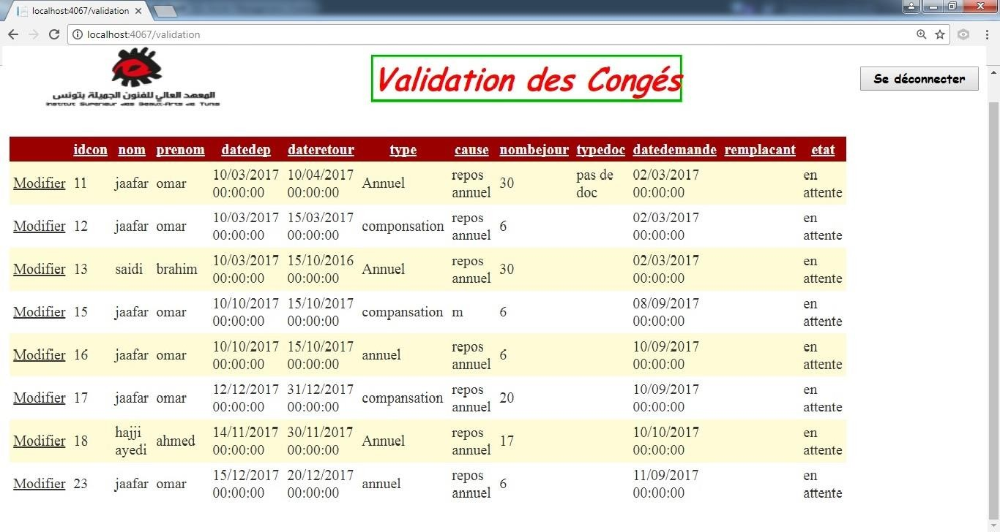 localhost:4067/validation
localhost:4067/validation
المعهد العالي للفنون الجميلة بتونس
Institut Superieur des Beaux-Arts de Tunis
Validation des Congés
Se déconnecter
idcon nom prenom datedep dateretour type cause nombejour typedoc datedemande remplacant etat
Modifier 11 jaafar omar 10/03/2017 00:00:00 10/04/2017 00:00:00 Annuel repos annuel 30 pas de doc 02/03/2017 00:00:00 en attente
Modifier 12 jaafar omar 10/03/2017 00:00:00 15/03/2017 00:00:00 componsation repos annuel 6 02/03/2017 00:00:00 en attente
Modifier 13 saidi brahim 10/03/2017 00:00:00 15/10/2016 00:00:00 Annuel repos annuel 30 02/03/2017 00:00:00 en attente
Modifier 15 jaafar omar 10/10/2017 00:00:00 15/10/2017 00:00:00 compansation m 6 08/09/2017 00:00:00 en attente
Modifier 16 jaafar omar 10/10/2017 00:00:00 15/10/2017 00:00:00 annuel repos annuel 6 10/09/2017 00:00:00 en attente
Modifier 17 jaafar omar 12/12/2017 00:00:00 31/12/2017 00:00:00 compansation repos annuel 20 10/09/2017 00:00:00 en attente
Modifier 18 hajji ayedi ahmed 14/11/2017 00:00:00 30/11/2017 00:00:00 Annuel repos annuel 17 10/10/2017 00:00:00 en attente
Modifier 23 jaafar omar 15/12/2017 00:00:00 20/12/2017 00:00:00 annuel repos annuel 6 11/09/2017 00:00:00 en attente